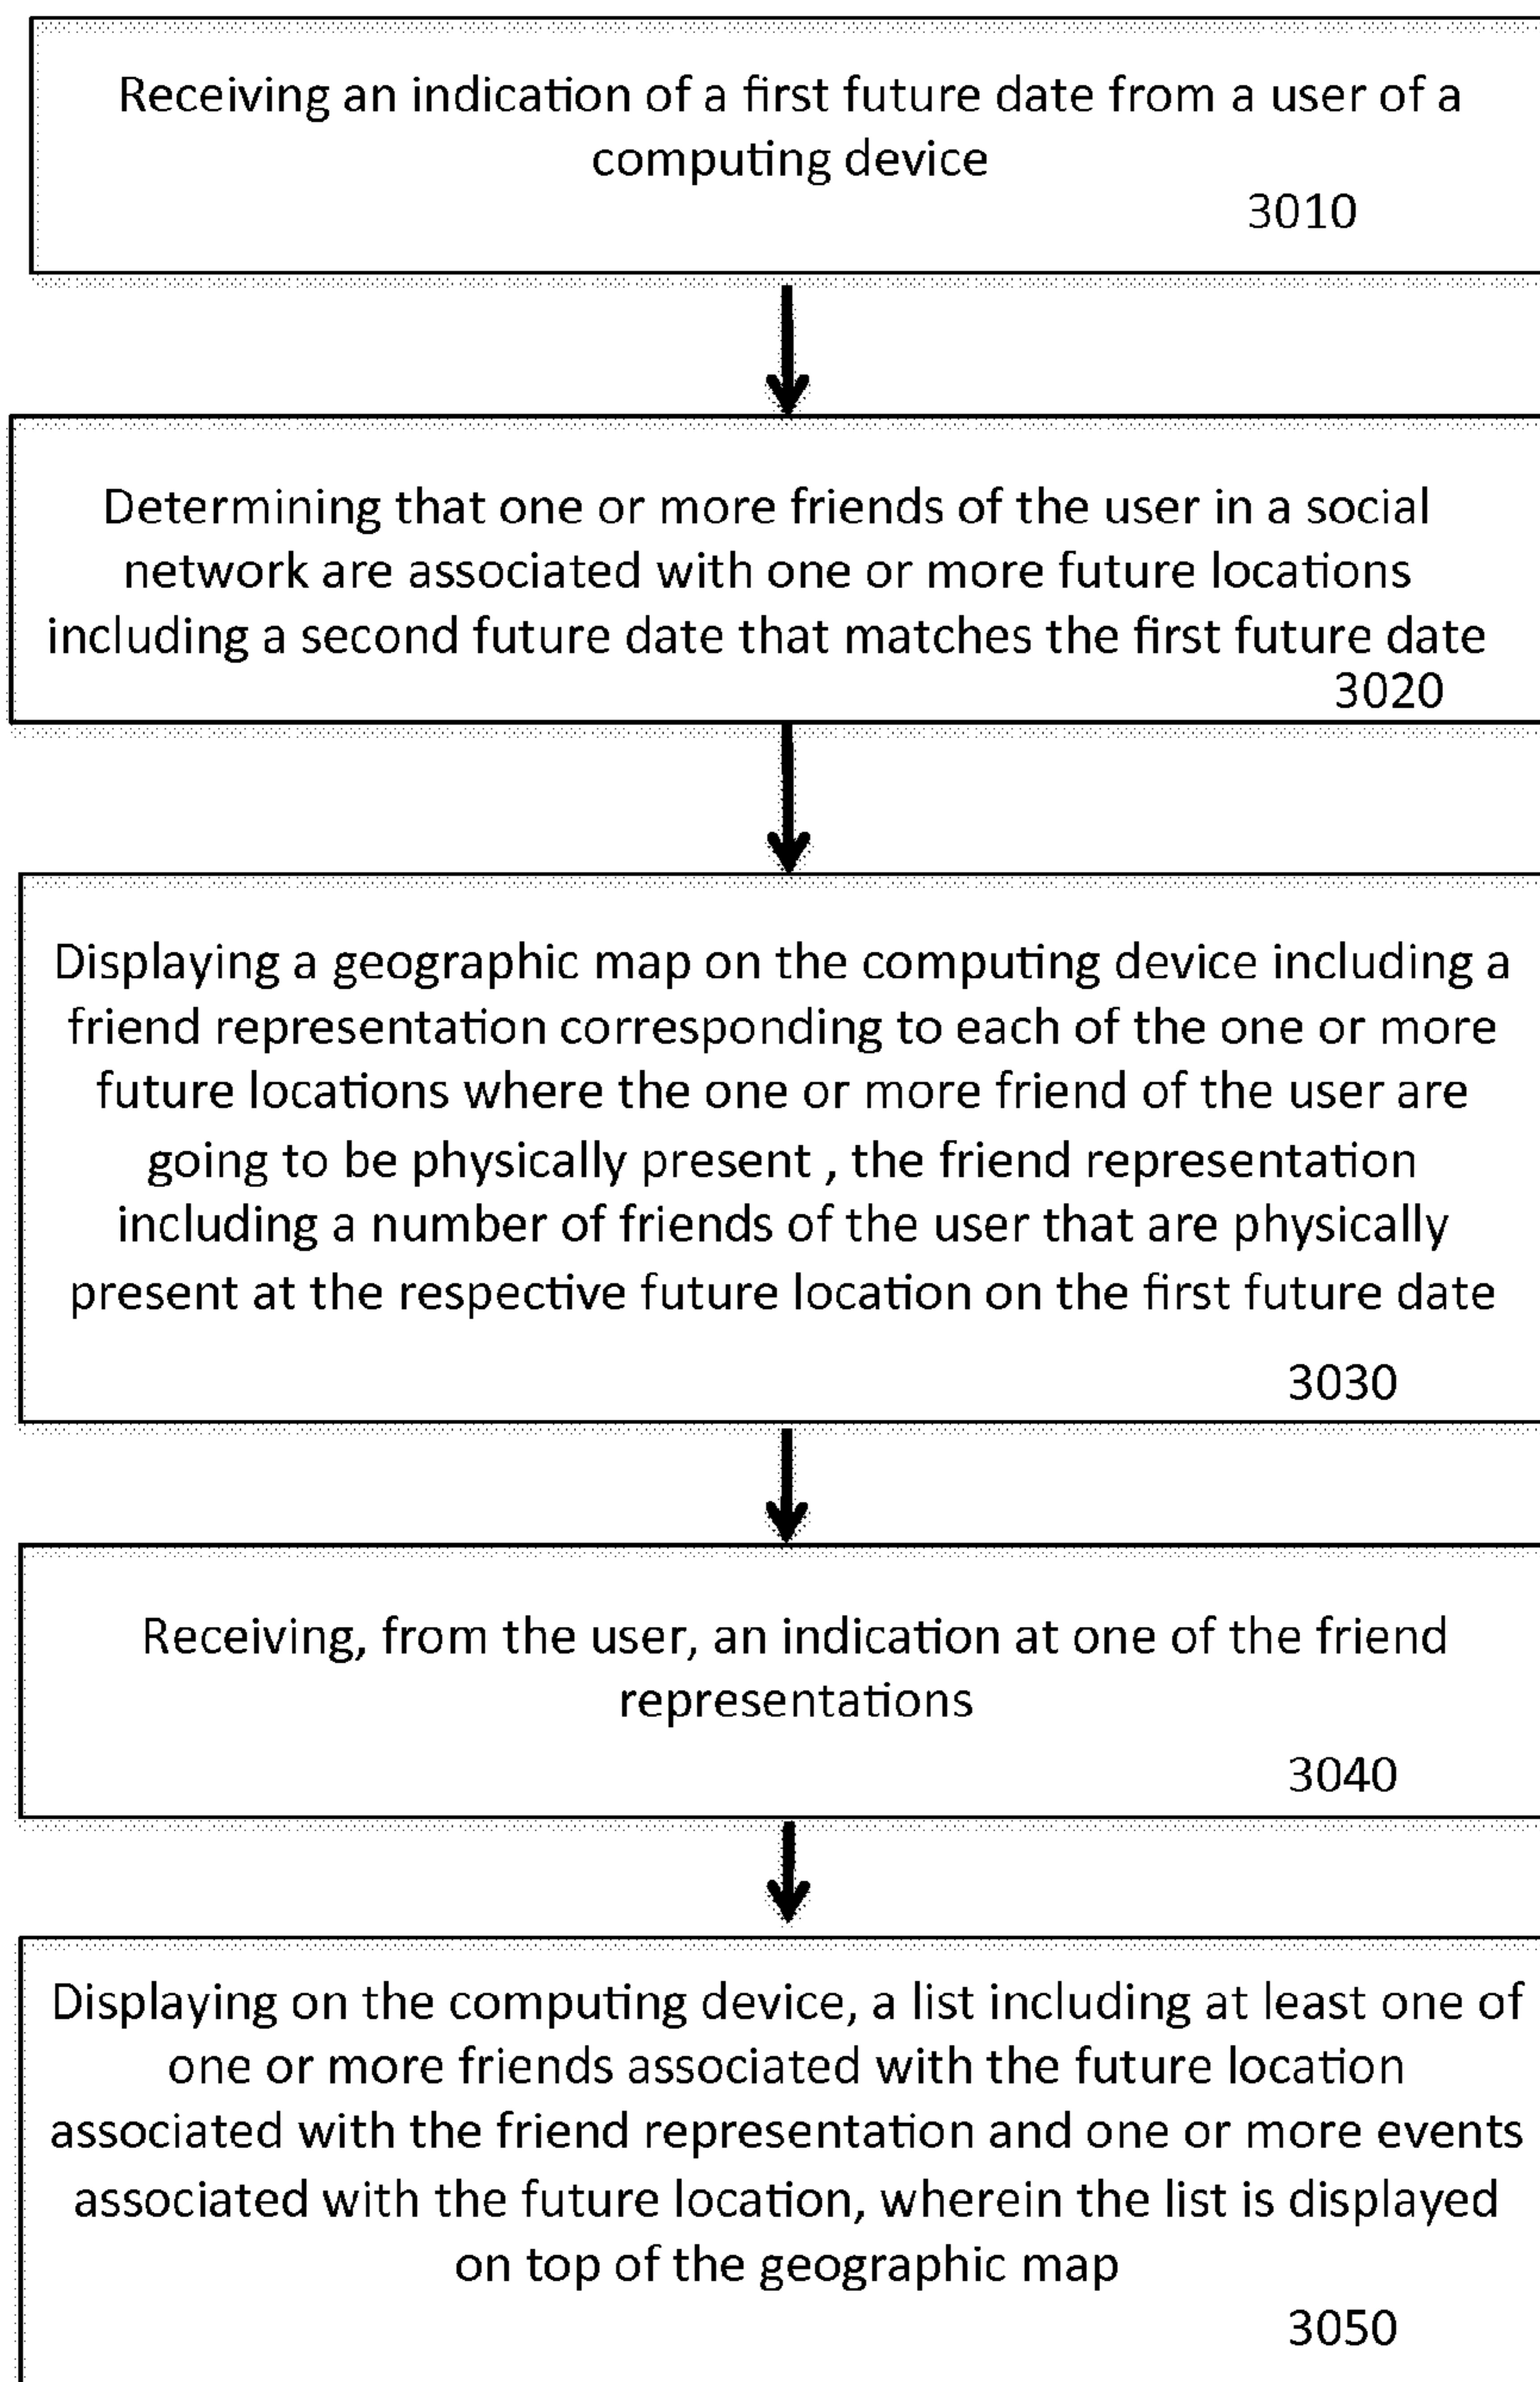 Receiving an indication of a first future date from a user of a
computing device
3010
Determining that one or more friends of the user in a social
network are associated with one or more future locations
including a second future date that matches the first future date
3020
Displaying a geographic map on the computing device including a
friend representation corresponding to each of the one or more
future locations where the one or more friend of the user are
going to be physically present , the friend representation
including a number of friends of the user that are physically
present at the respective future location on the first future date
3030
Receiving, from the user, an indication at one of the friend
representations
3040
Displaying on the computing device, a list including at least one of
one or more friends associated with the future location
associated with the friend representation and one or more events
associated with the future location, wherein the list is displayed
on top of the geographic map
3050